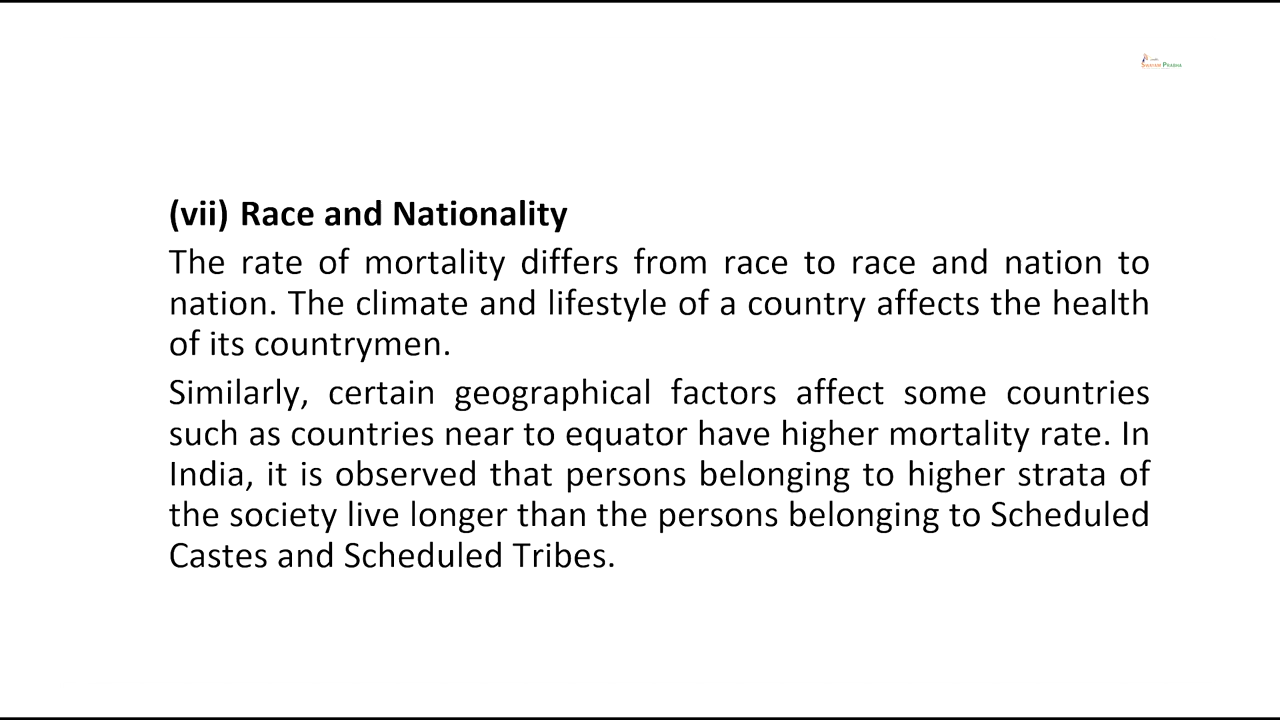 SWAYAM PRABHA
(vii) Race and Nationality
The rate of mortality differs from race to race and nation to
nation. The climate and lifestyle of a country affects the health
of its countrymen.
Similarly, certain geographical factors affect some countries
such as countries near to equator have higher mortality rate. In
India, it is observed that persons belonging to higher strata of
the society live longer than the persons belonging to Scheduled
Castes and Scheduled Tribes.